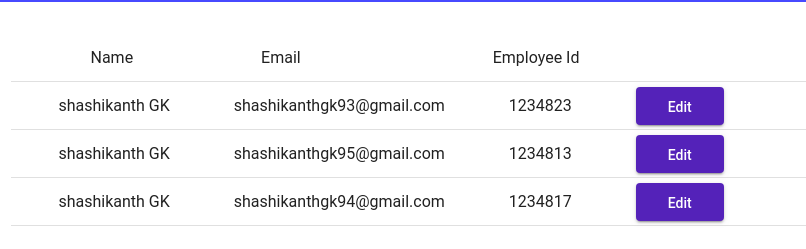 Name Email Employee Id
shashikanth GK shashikanthgk93@gmail.com 1234823 Edit
shashikanth GK shashikanthgk95@gmail.com 1234813 Edit
shashikanth GK shashikanthgk94@gmail.com 1234817 Edit